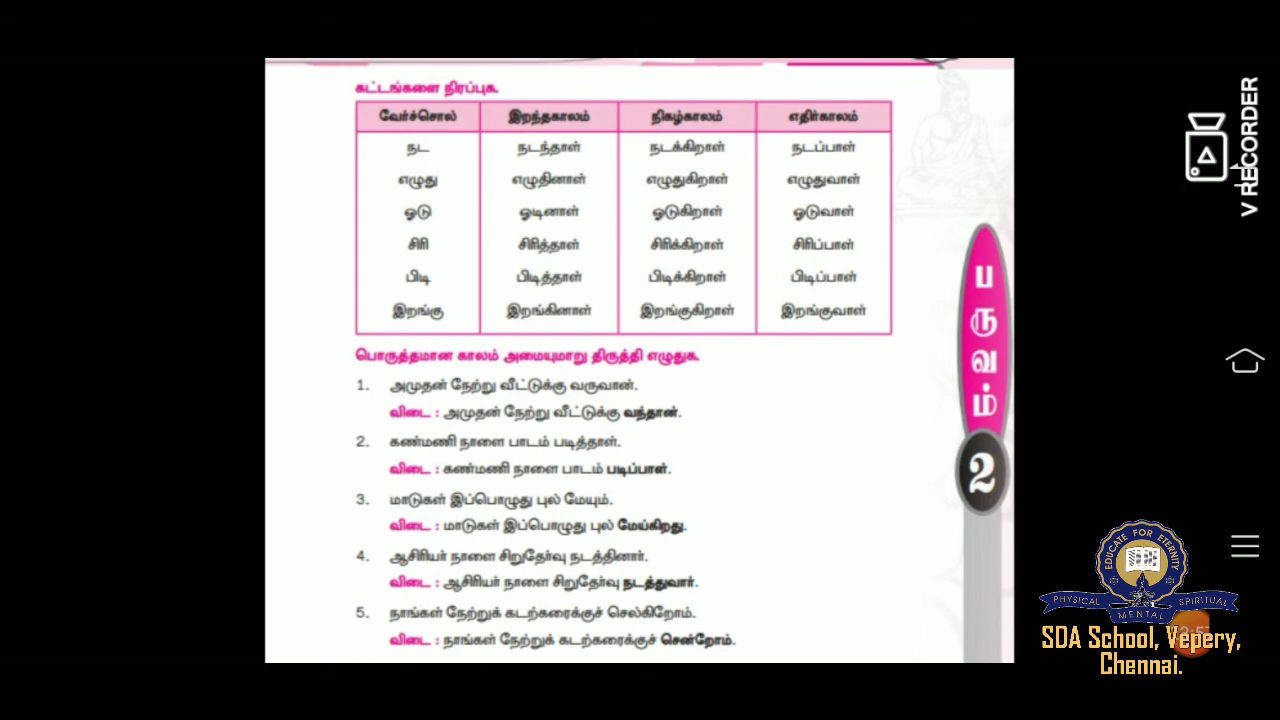 கட்டங்களை நிரப்புக.
வேர்ச்சொல் இறந்தகாலம் நிகழ்காலம் எதிர்காலம்
நட நடந்தாள் நடக்கிறாள் நடப்பாள்
எழுது எழுதினாள் எழுதுகிறாள் எழுதுவாள்
ஓடு ஓடினாள் ஓடுகிறாள் ஓடுவாள்
சிரி சிரித்தாள் சிரிக்கிறாள் சிரிப்பாள்
பிடி பிடித்தாள் பிடிக்கிறாள் பிடிப்பாள்
இறங்கு இறங்கினாள் இறங்குகிறாள் இறங்குவாள்
பொருத்தமான காலம் அமையுமாறு திருத்தி எழுதுக.
1. அமுதன் நேற்று வீட்டுக்கு வருவான்.
விடை : அமுதன் நேற்று வீட்டுக்கு வந்தான்.
2. கண்மணி நாளை பாடம் படித்தாள்.
விடை : கண்மணி நாளை பாடம் படிப்பாள்.
3. மாடுகள் இப்பொழுது புல் மேயும்.
விடை : மாடுகள் இப்பொழுது புல் மேய்கிறது.
4. ஆசிரியர் நாளை சிறுதேர்வு நடத்தினார்.
விடை : ஆசிரியர் நாளை சிறுதேர்வு நடத்துவார்.
5. நாங்கள் நேற்றுக் கடற்கரைக்குச் செல்கிறோம்.
விடை : நாங்கள் நேற்றுக் கடற்கரைக்குச் சென்றோம்.
பருவம்
2
V RECORDER
EDUCATE FOR ETERNITY
PHYSICAL MENTAL SPIRITUAL
SDA School, Vepery,
Chennai.